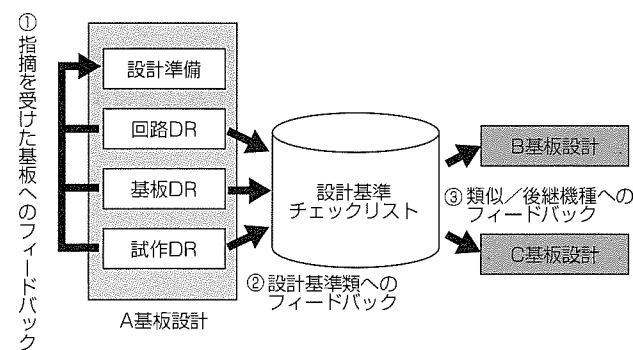 ①指摘を受けた基板へのフィードバック
設計準備
回路DR
基板DR
試作DR
A基板設計
設計基準
チェックリスト
②設計基準類への
フィードバック
B基板設計
③類似／後継機種への
フィードバック
C基板設計